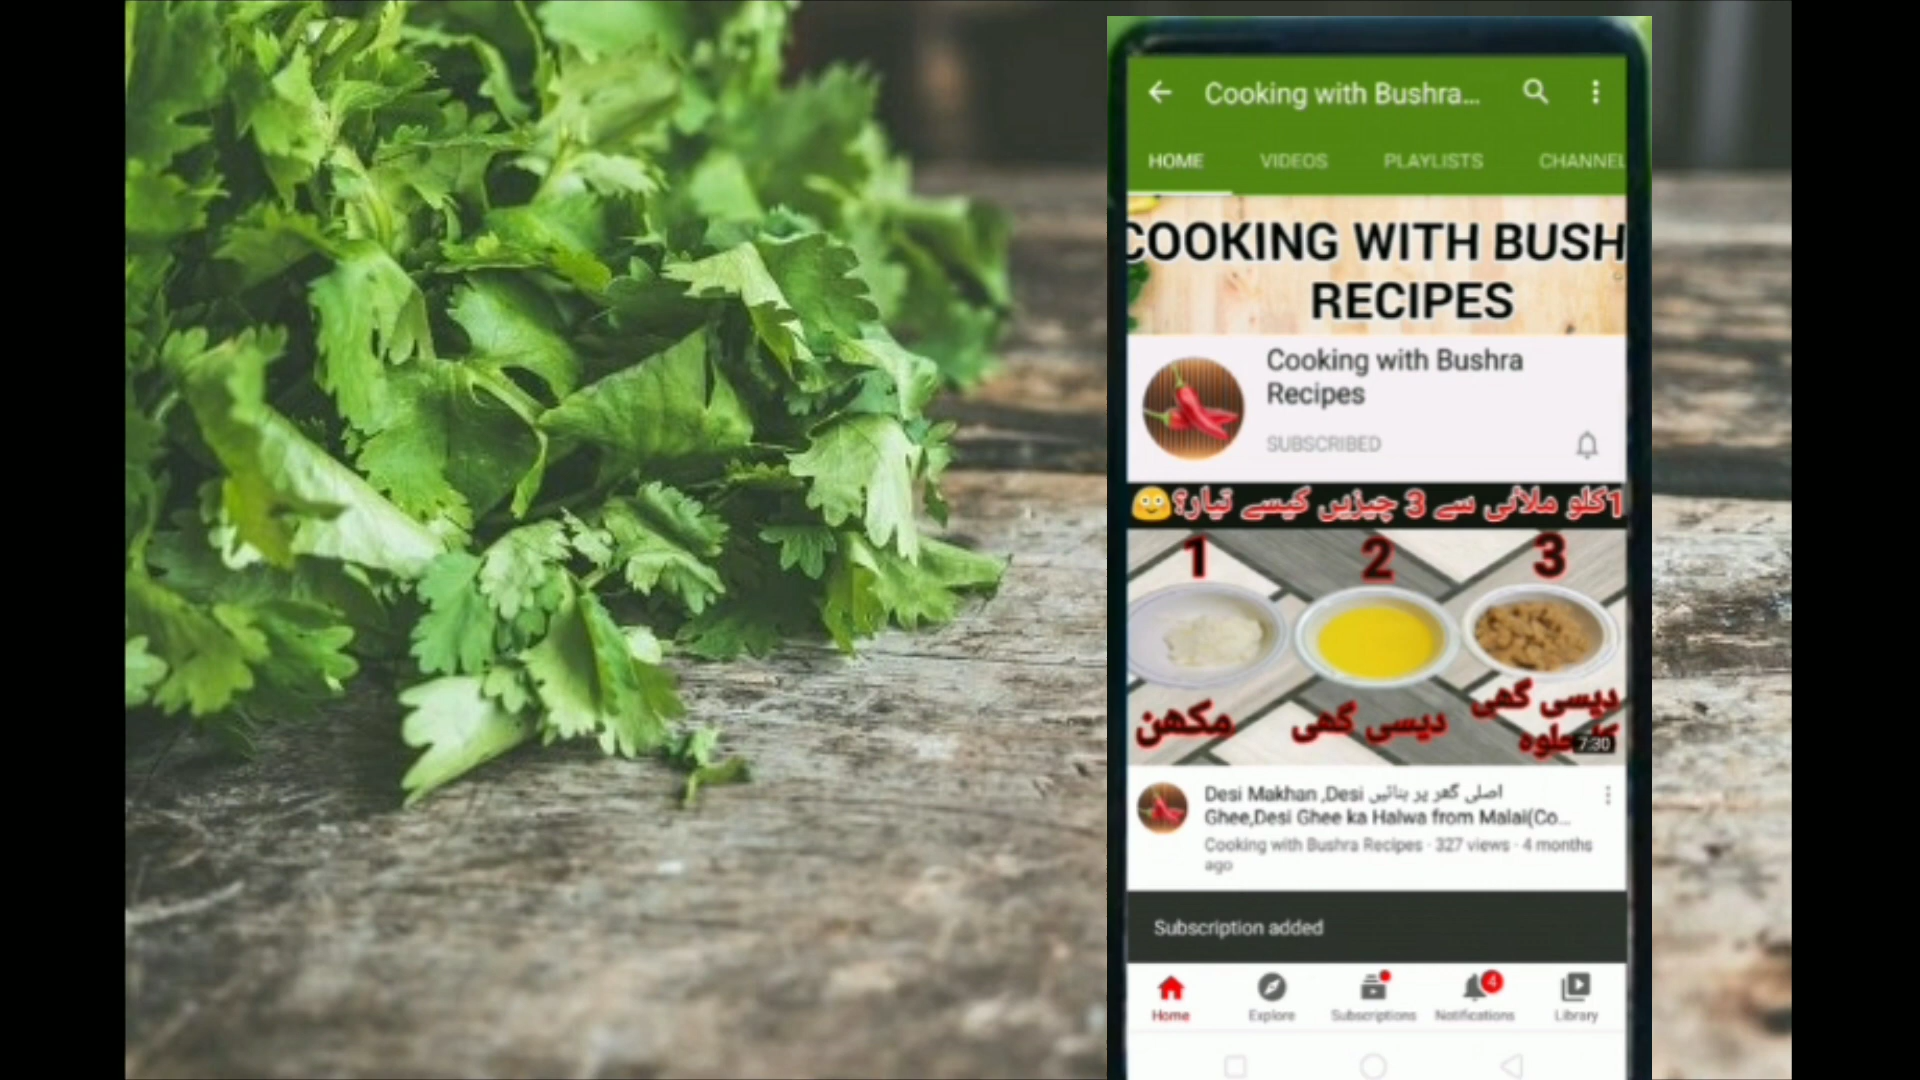 Cooking with Bushra...
HOME VIDEOS PLAYLISTS CHANNEL
COOKING WITH BUSH
RECIPES
Cooking with Bushra
Recipes
SUBSCRIBED
1کلو ملائی سے 3 چیزیں کیسے تیار؟
1 2 3
مکھن
دیسی گھی
دیسی گھی
حلوہ
7:30
Desi Makhan ,Desi اصلی گھر پر بنائیں
Ghee,Desi Ghee ka Halwa from Malai(Co...
Cooking with Bushra Recipes · 327 views · 4 months
ago
Subscription added
4
Home Explore Subscriptions Notifications Library